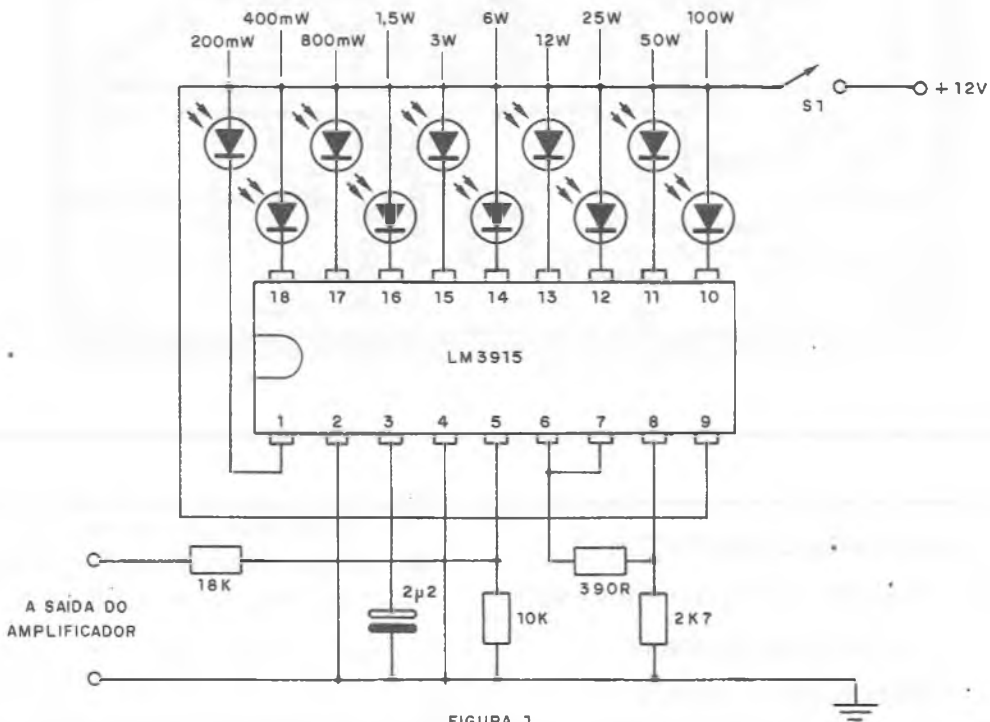 400mW 1,5W 6W 25W 100W
200mW 800mW 3W 12W 50W
S1
+ 12V
18 17 16 15 14 13 12 11 10
LM3915
1 2 3 4 5 6 7 8 9
18K
390R
2µ2
10K
2K7
A SAÍDA DO
AMPLIFICADOR
FIGURA 1